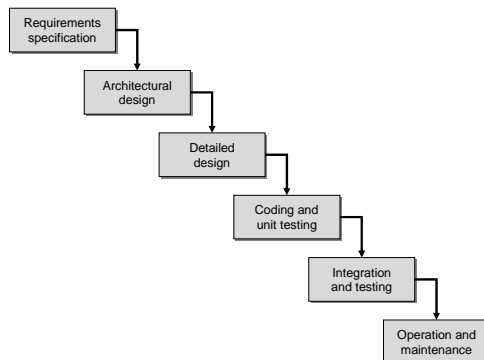 Requirements
specification
Architectural
design
Detailed
design
Coding and
unit testing
Integration
and testing
Operation and
maintenance